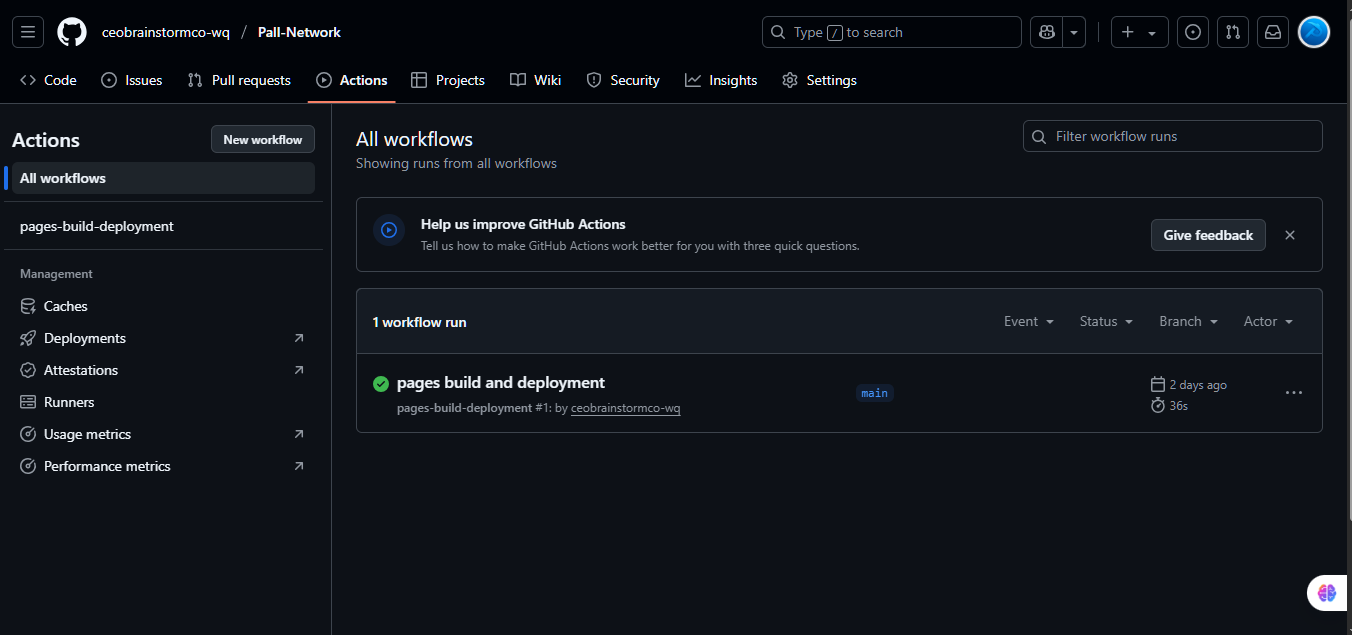 ceobrainstormco-wq / Pall-Network
Type / to search
Code Issues Pull requests Actions Projects Wiki Security Insights Settings
Actions
New workflow
All workflows
pages-build-deployment
Management
Caches
Deployments
Attestations
Runners
Usage metrics
Performance metrics
All workflows
Showing runs from all workflows
Filter workflow runs
Help us improve GitHub Actions
Tell us how to make GitHub Actions work better for you with three quick questions.
Give feedback
1 workflow run
Event Status Branch Actor
pages build and deployment
pages-build-deployment #1: by ceobrainstormco-wq
main
2 days ago
36s